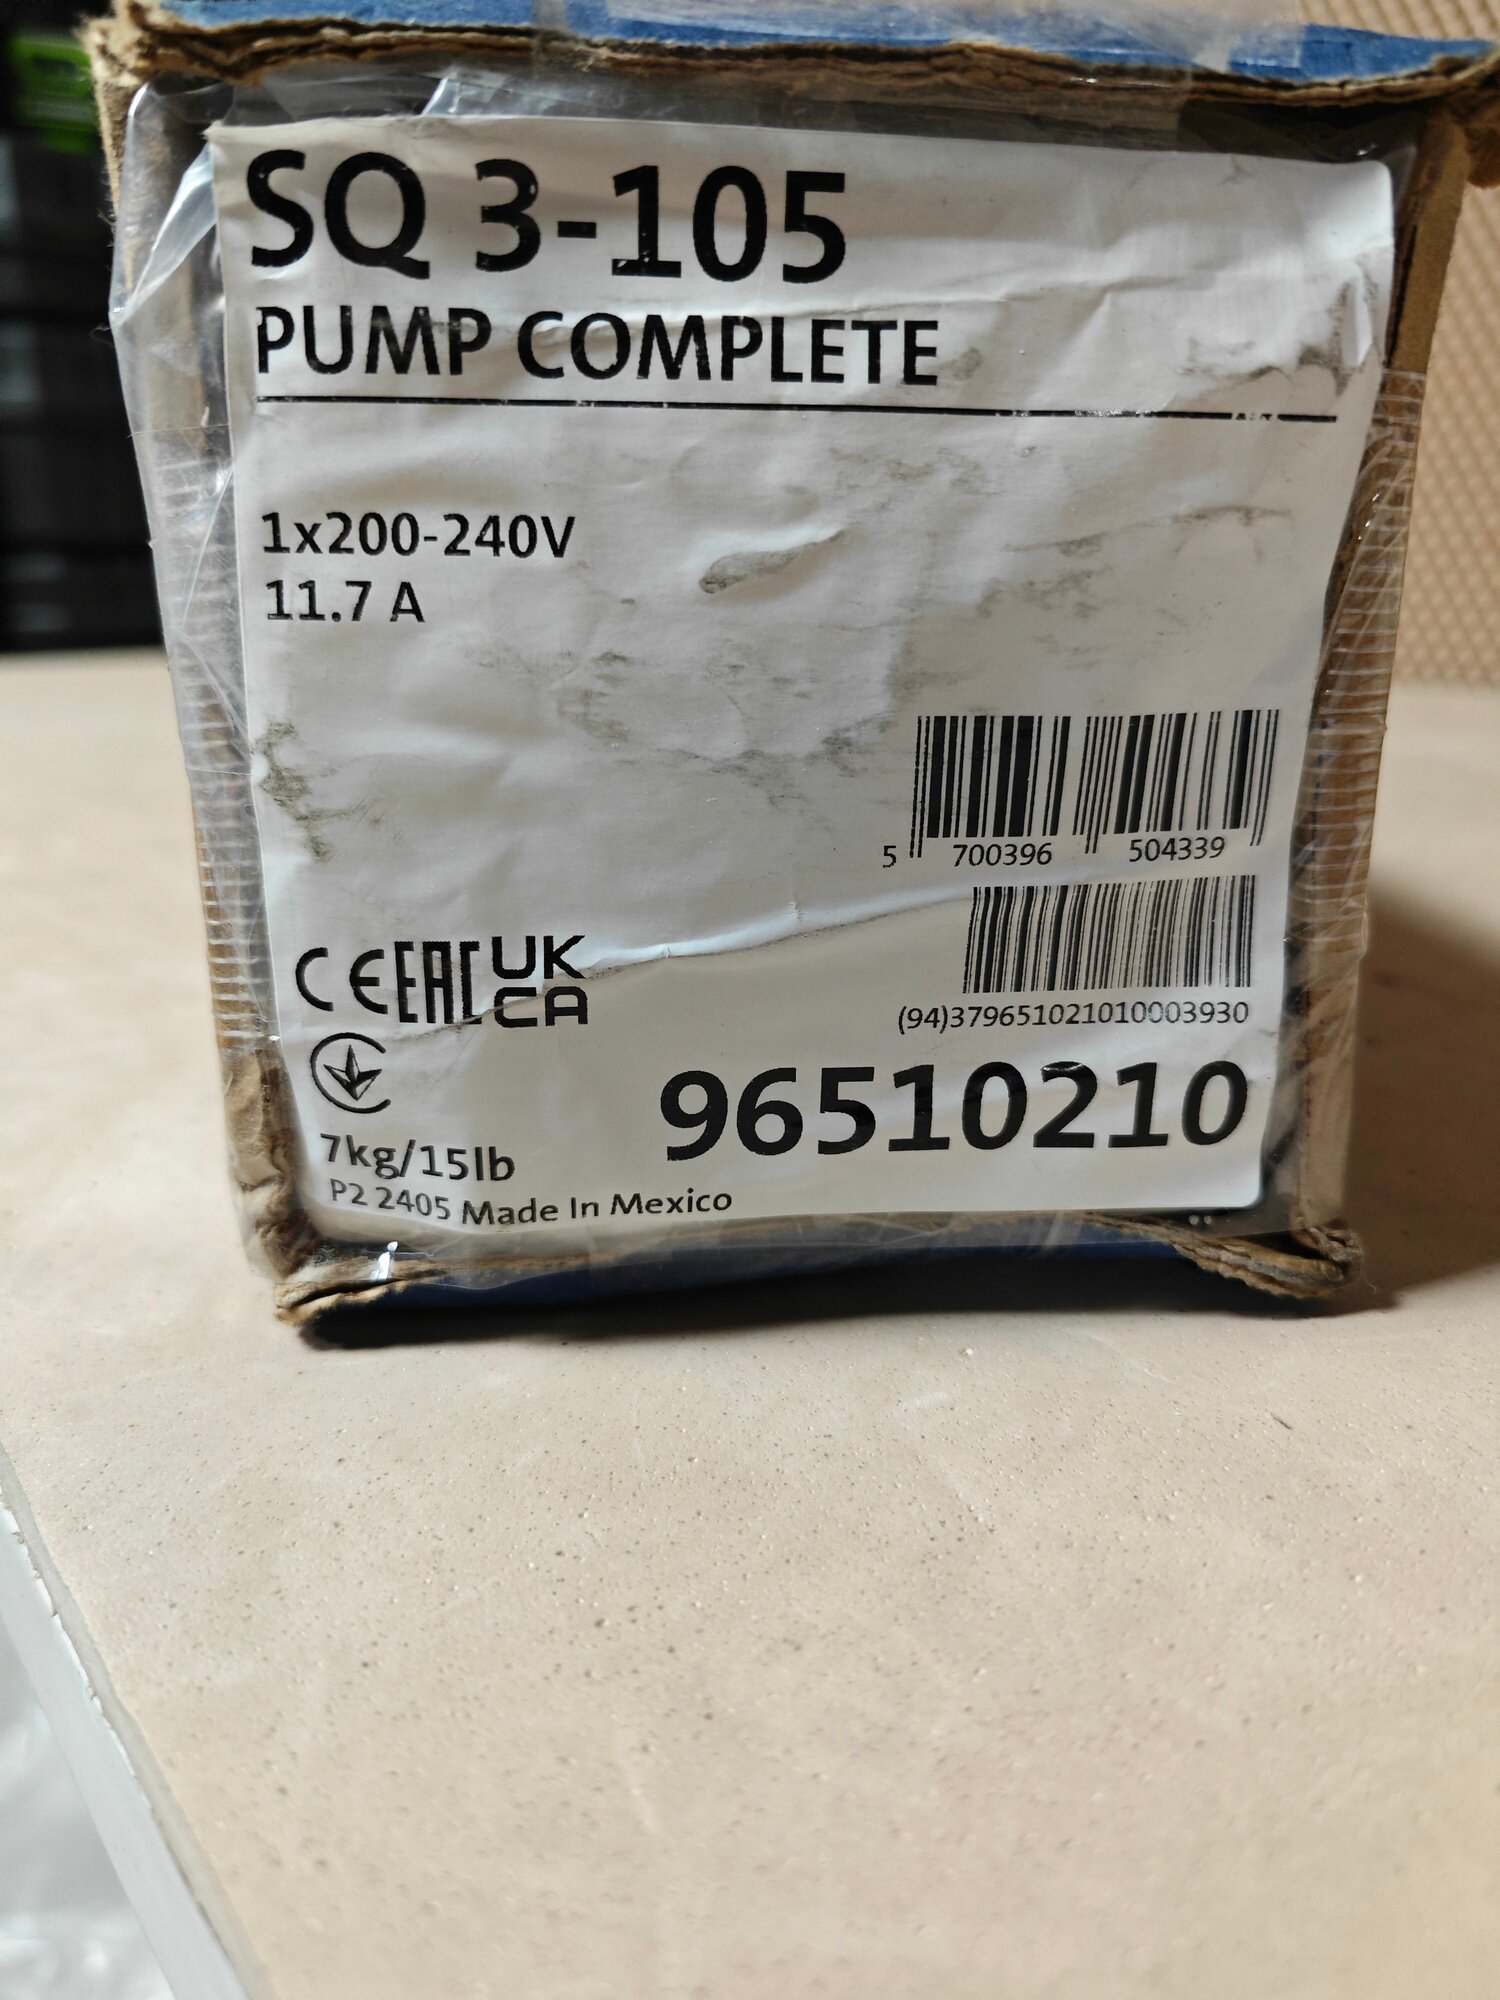 SQ 3-105
PUMP COMPLETE
1x200-240V
11.7 A
5 700396 504339
(94)379651021010003930
CE EAC UK
CA
96510210
7kg/15lb
P2 2405 Made In Mexico